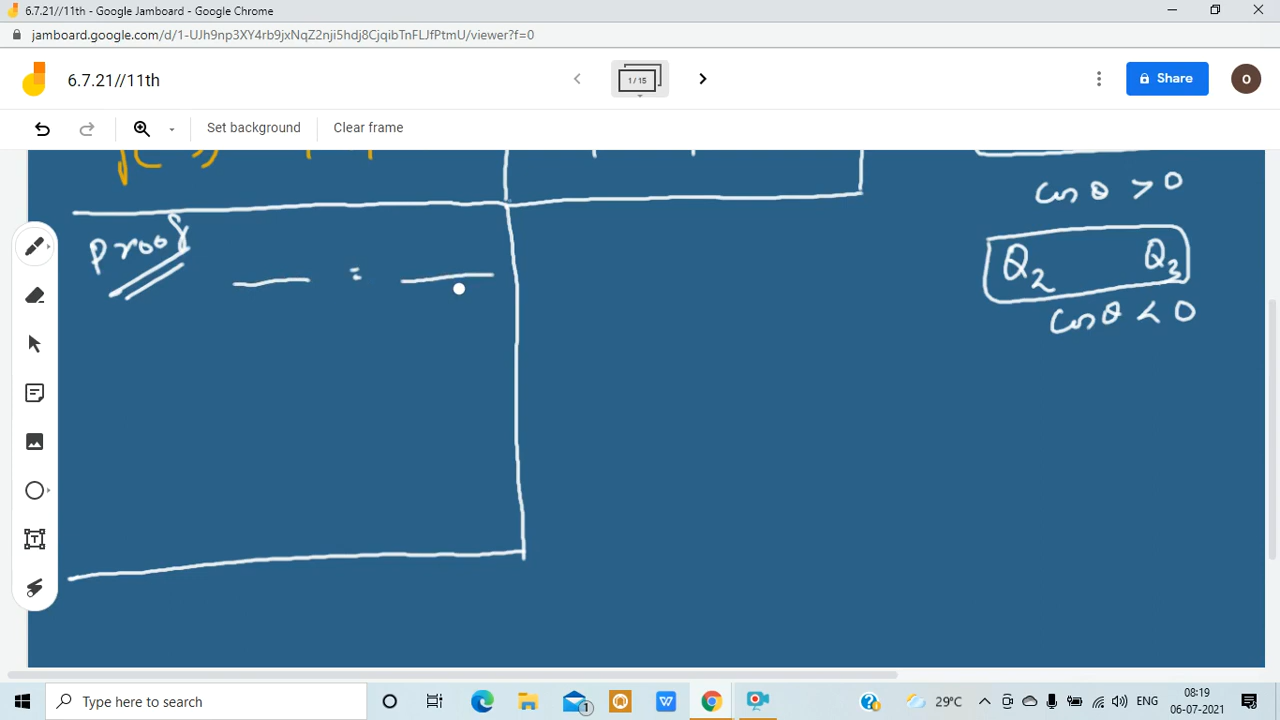 6.7.21//11th - Google Jamboard - Google Chrome
jamboard.google.com/d/1-UJh9np3XY4rb9jxNqZ2nji5hdj8CjqibTnFLJfPtmU/viewer?f=0
6.7.21//11th
1 / 15
Share
O
Set background
Clear frame
cos θ > 0
Proof
=
Q2 Q3
cos θ < 0
Type here to search
1
29°C
ENG
08:19
06-07-2021